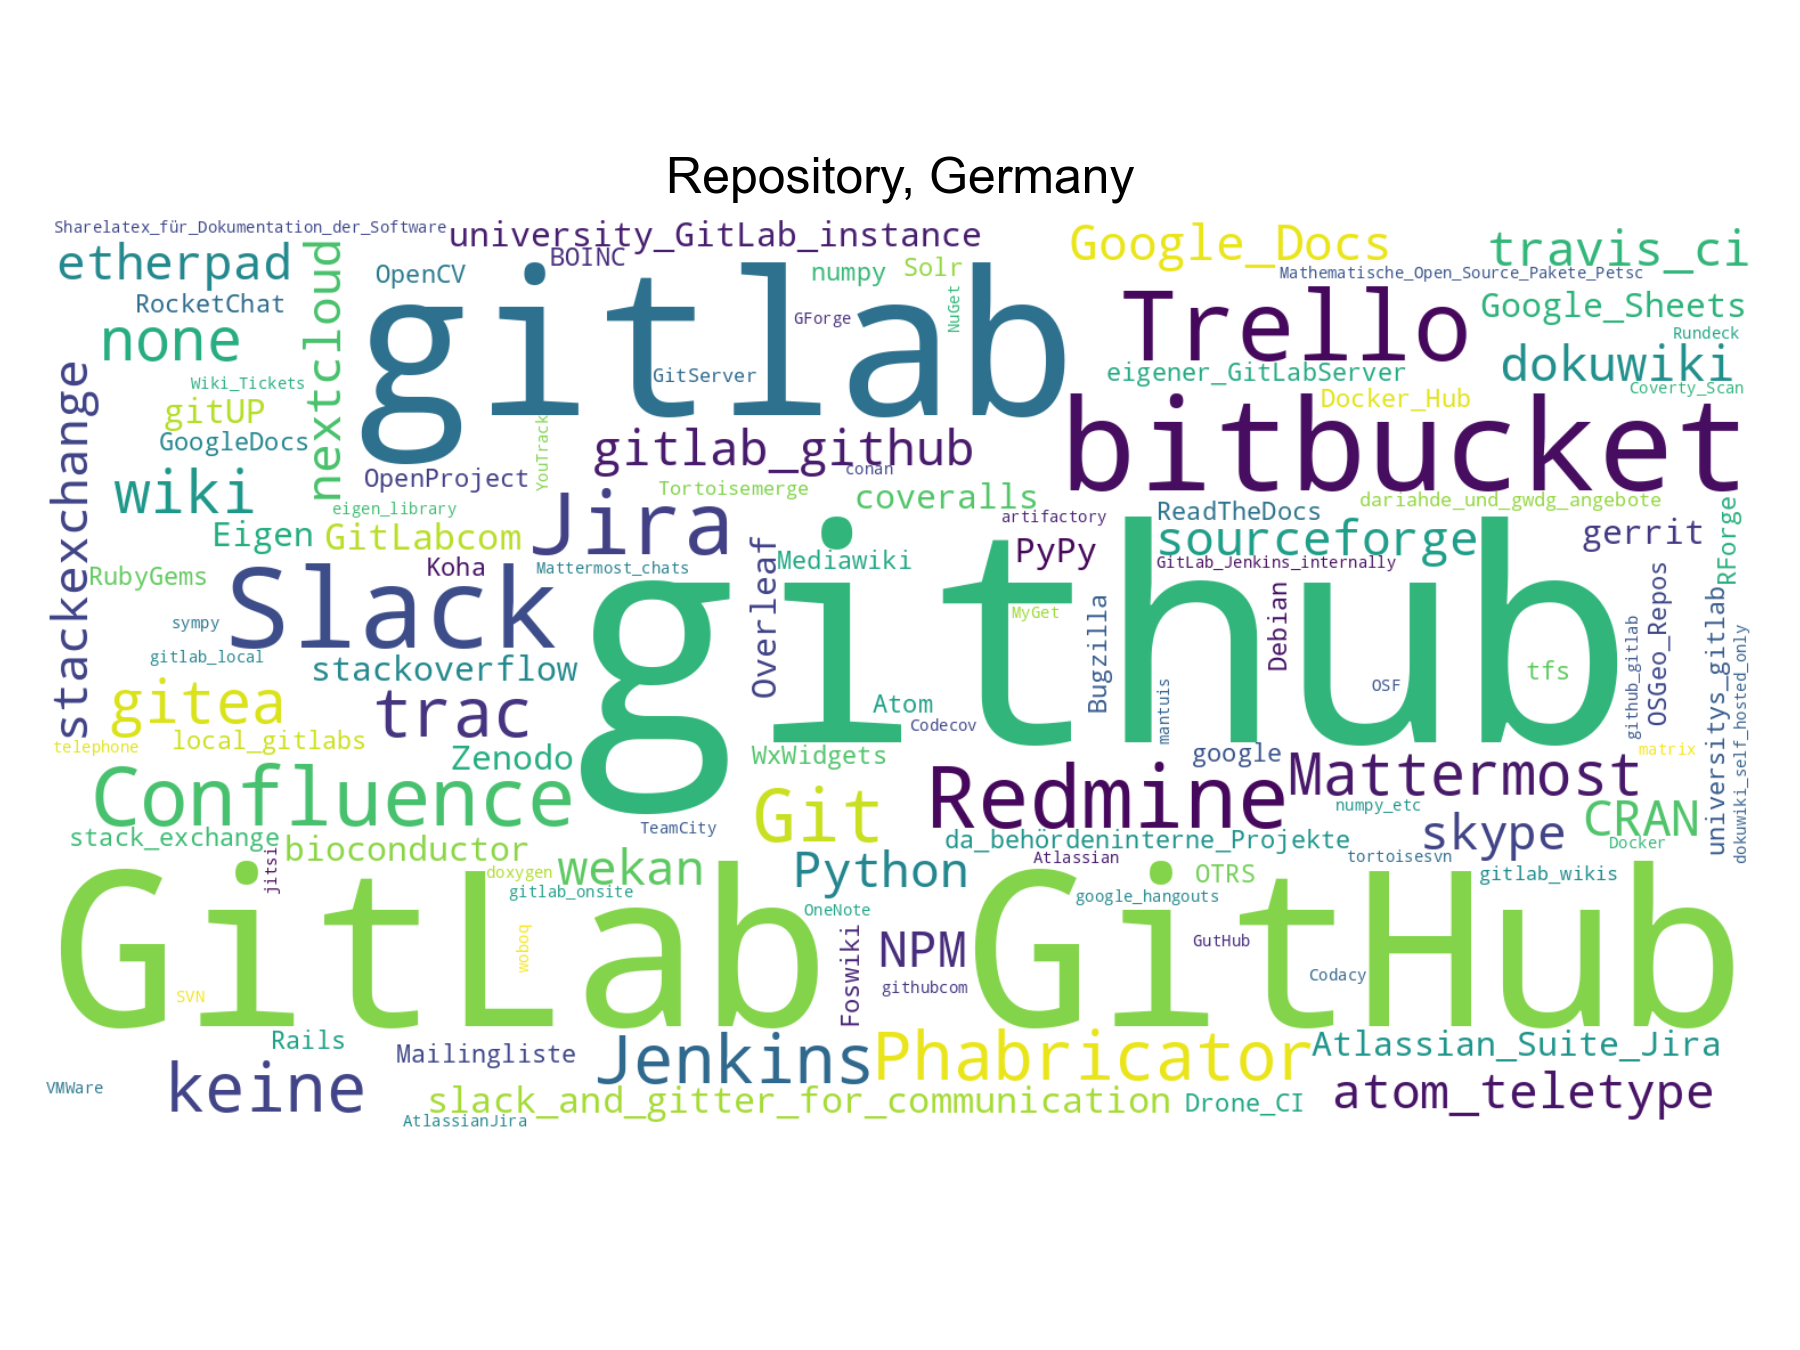 Repository, Germany
Sharelatex_für_Dokumentation_der_Software
university_GitLab_instance
Google_Docs
travis_ci
etherpad
nextcloud
OpenCV
BOINC
numpy
Solr
Mathematische_Open_Source_Pakete_Petsc
RocketChat
gitlab
GForge
NuGet
Trello
Google_Sheets
Rundeck
none
GitServer
eigener_GitLabServer
dokuwiki
Coverty_Scan
Wiki_Tickets
gitUP
Docker_Hub
stackexchange
GoogleDocs
YouTrack
gitlab_github
bitbucket
conan
OpenProject
wiki
Tortoisemerge
coveralls
dariahde_und_gwdg_angebote
eigen_library
Jira
artifactory
ReadTheDocs
RForge
Eigen
GitLabcom
PyPy
sourceforge
gerrit
Overleaf
Mediawiki
GitLab_Jenkins_internally
RubyGems
Koha
Mattermost_chats
Slack
github
MyGet
Bugzilla
Debian
OSGeo_Repos
universitys_gitlab
sympy
gitlab_local
stackoverflow
github_gitlab
dokuwiki_self_hosted_only
tfs
OSF
gitea
trac
Atom
Codecov
mantuis
telephone
local_gitlabs
Zenodo
WxWidgets
google
matrix
Confluence
Git
Redmine
Mattermost
numpy_etc
TeamCity
stack_exchange
bioconductor
da_behördeninterne_Projekte
skype
CRAN
Docker
jitsi
doxygen
wekan
Python
Atlassian
OTRS
tortoisesvn
gitlab_wikis
gitlab_onsite
google_hangouts
OneNote
GitLab
woboq
Foswiki
NPM
GitHub
GutHub
SVN
githubcom
Codacy
Rails
Mailingliste
Jenkins
Phabricator
Atlassian_Suite_Jira
VMWare
keine
slack_and_gitter_for_communication
Drone_CI
atom_teletype
AtlassianJira